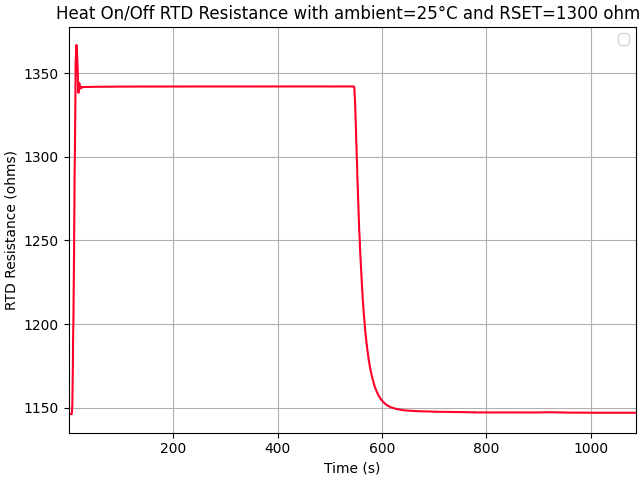 Heat On/Off RTD Resistance with ambient=25°C and RSET=1300 ohm
RTD Resistance (ohms)
1350
1300
1250
1200
1150
200 400 600 800 1000
Time (s)